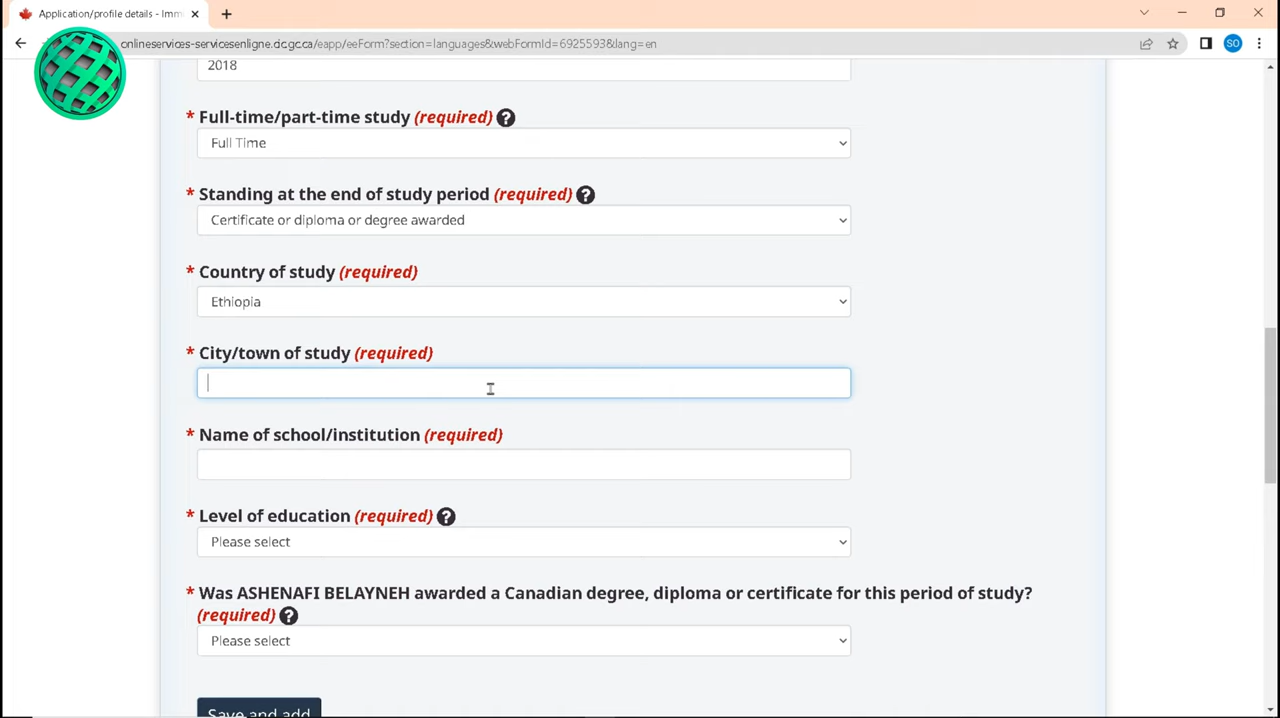 Application/profile details - Imm
SO
onlineservices-servicesenligne.cic.gc.ca/eapp/eeForm?section=languages&webFormId=6925593&lang=en
2018
* Full-time/part-time study (required) ?
Full Time
* Standing at the end of study period (required) ?
Certificate or diploma or degree awarded
* Country of study (required)
Ethiopia
* City/town of study (required)
* Name of school/institution (required)
* Level of education (required) ?
Please select
* Was ASHENAFI BELAYNEH awarded a Canadian degree, diploma or certificate for this period of study?
(required) ?
Please select
Save and add